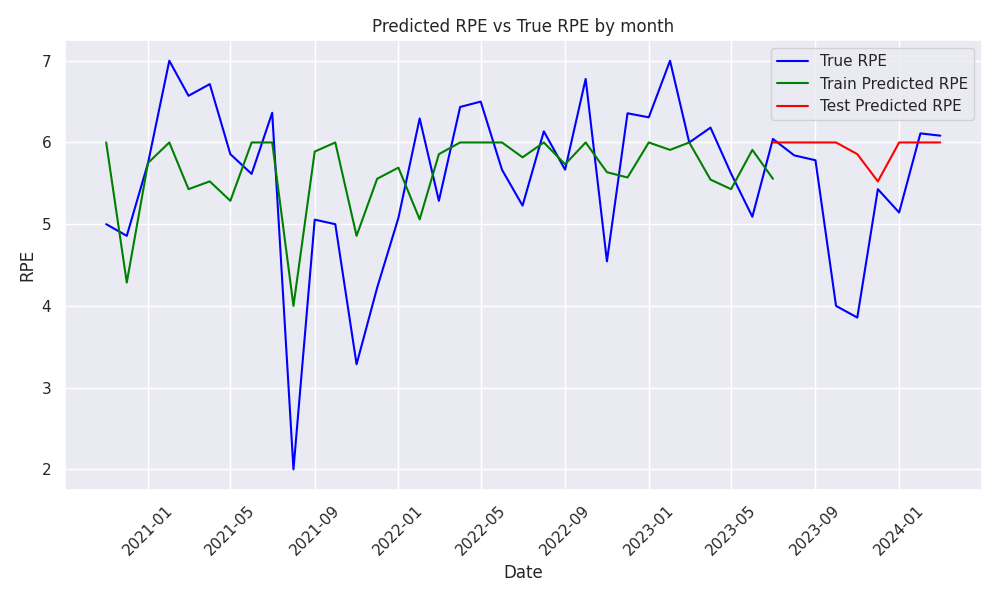 Predicted RPE vs True RPE by month
True RPE
Train Predicted RPE
Test Predicted RPE
RPE
7
6
5
4
3
2
2021-01
2021-05
2021-09
2022-01
2022-05
2022-09
2023-01
2023-05
2023-09
2024-01
Date